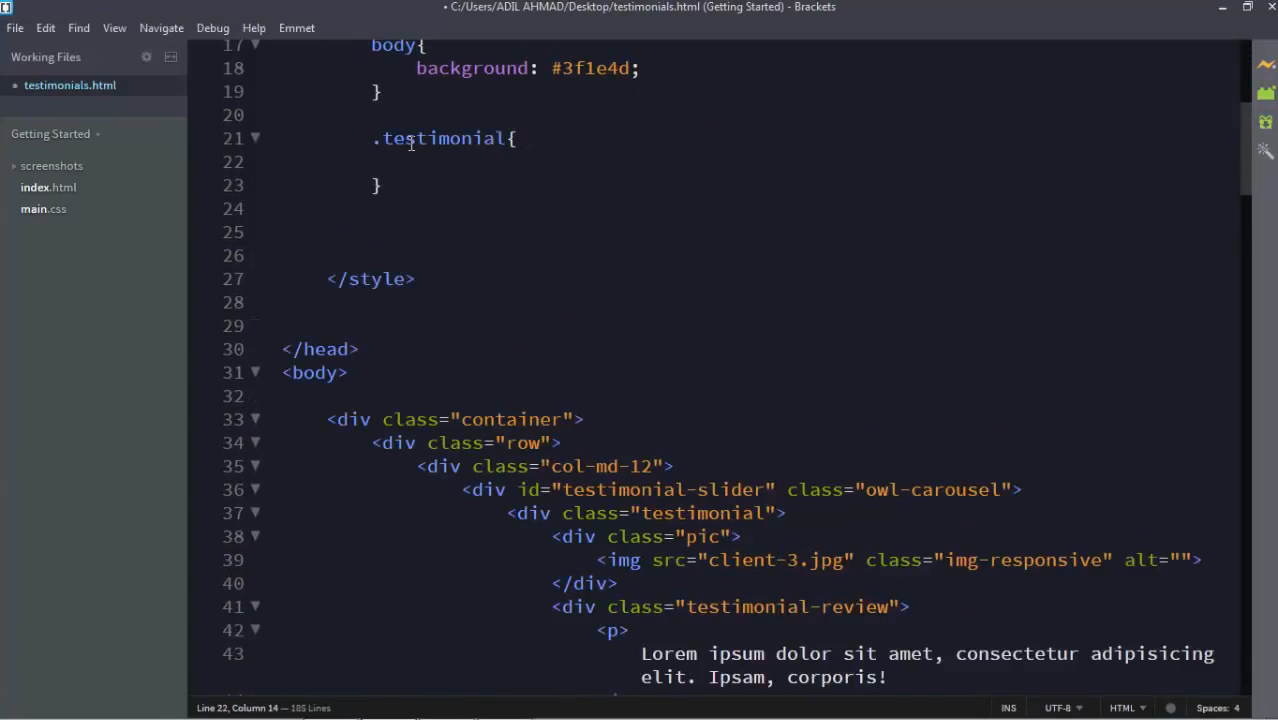 • C:/Users/ADIL AHMAD/Desktop/testimonials.html (Getting Started) - Brackets
File Edit Find View Navigate Debug Help Emmet
Working Files
testimonials.html
Getting Started
screenshots
index.html
main.css
17 body{
18 background: #3f1e4d;
19 }
20
21 .testimonial{
22
23 }
24
25
26
27 </style>
28
29
30 </head>
31 <body>
32
33 <div class="container">
34 <div class="row">
35 <div class="col-md-12">
36 <div id="testimonial-slider" class="owl-carousel">
37 <div class="testimonial">
38 <div class="pic">
39 <img src="client-3.jpg" class="img-responsive" alt="">
40 </div>
41 <div class="testimonial-review">
42 <p>
43 Lorem ipsum dolor sit amet, consectetur adipisicing
elit. Ipsam, corporis!
Line 22, Column 14 — 185 Lines
INS UTF-8 HTML Spaces: 4